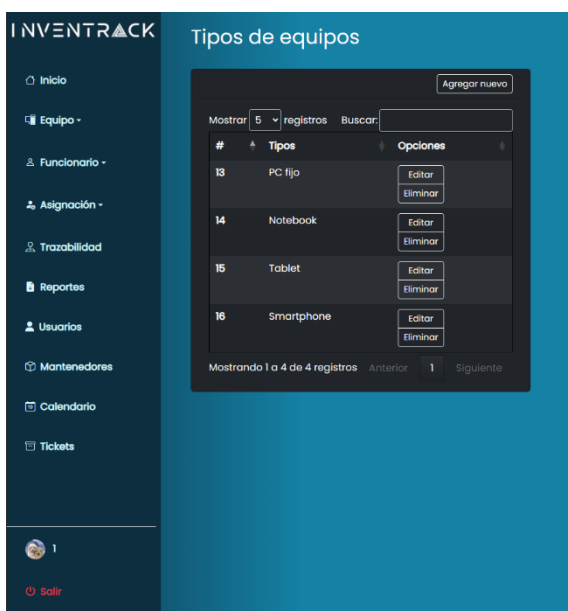 INVENTRACK
Inicio
Equipo
Funcionario
Asignación
Trazabilidad
Reportes
Usuarios
Mantenedores
Calendario
Tickets
1
Salir
Tipos de equipos
Agregar nuevo
Mostrar 5 registros Buscar:
# Tipos Opciones
13 PC fijo Editar
Eliminar
14 Notebook Editar
Eliminar
15 Tablet Editar
Eliminar
16 Smartphone Editar
Eliminar
Mostrando 1 a 4 de 4 registros Anterior 1 Siguiente